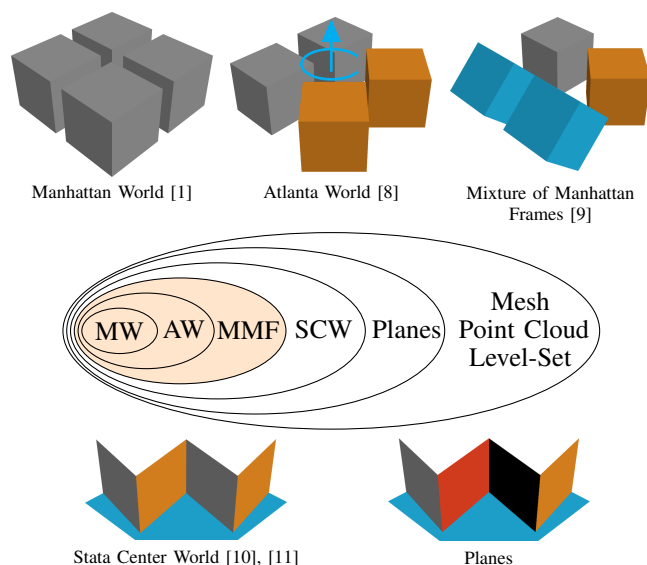 Manhattan World [1]
Atlanta World [8]
Mixture of Manhattan
Frames [9]
MW
AW
MMF
SCW
Planes
Mesh
Point Cloud
Level-Set
Stata Center World [10], [11]
Planes